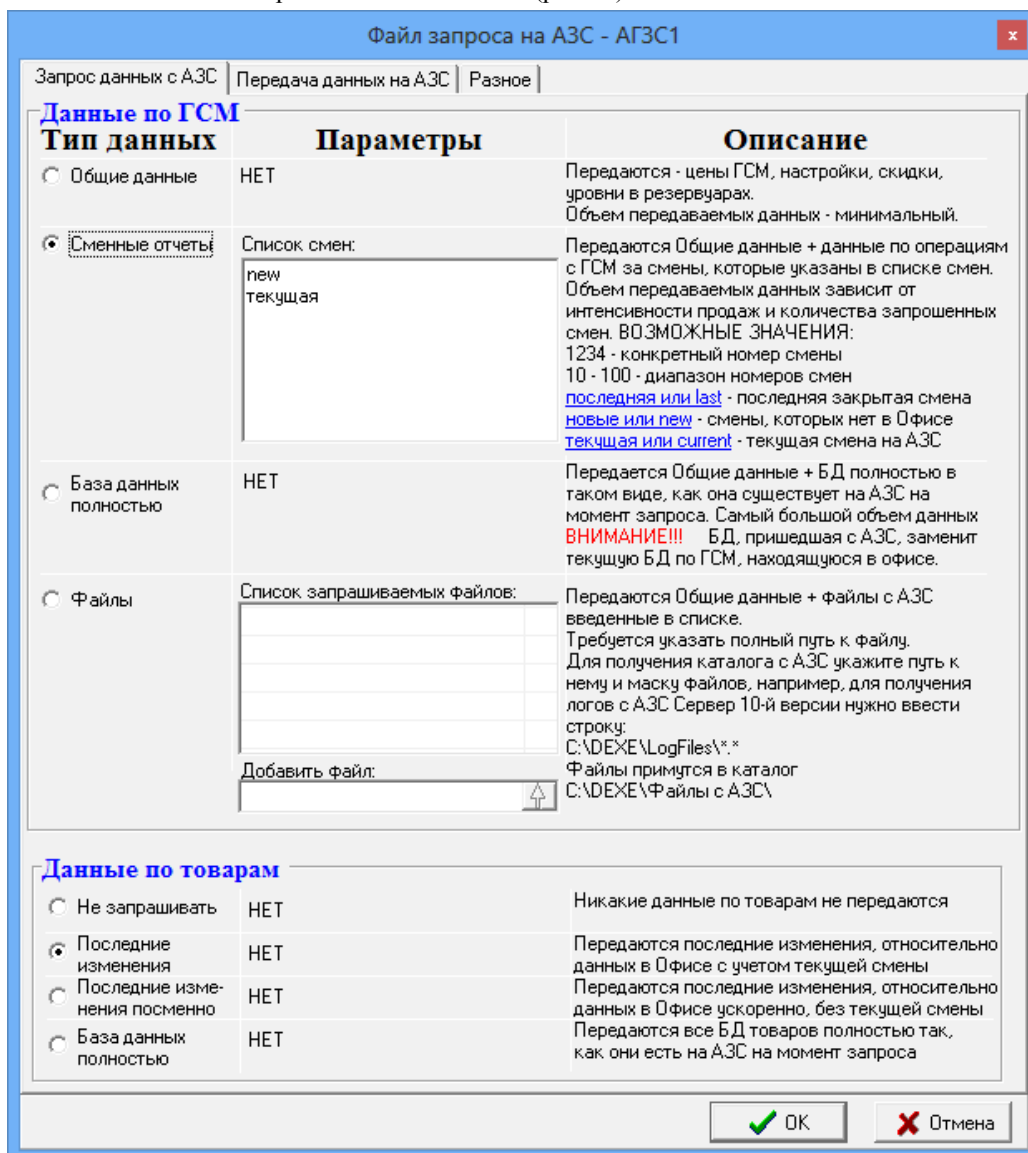 Файл запроса на АЗС - АГЗС1
x
Запрос данных с АЗС
Передача данных на АЗС
Разное
Данные по ГСМ
Тип данных
Параметры
Описание
Общие данные
НЕТ
Передаются - цены ГСМ, настройки, скидки,
уровни в резервуарах.
Объем передаваемых данных - минимальный.
Сменные отчеты
Список смен:
new
текущая
Передаются Общие данные + данные по операциям
с ГСМ за смены, которые указаны в списке смен.
Объем передаваемых данных зависит от
интенсивности продаж и количества запрошенных
смен. ВОЗМОЖНЫЕ ЗНАЧЕНИЯ:
1234 - конкретный номер смены
10 - 100 - диапазон номеров смен
последняя или last - последняя закрытая смена
новые или new - смены, которых нет в Офисе
текущая или current - текущая смена на АЗС
База данных
полностью
НЕТ
Передается Общие данные + БД полностью в
таком виде, как она существует на АЗС на
момент запроса. Самый большой объем данных
ВНИМАНИЕ!!! БД, пришедшая с АЗС, заменит
текущую БД по ГСМ, находящуюся в офисе.
Файлы
Список запрашиваемых файлов:
Добавить файл:
Передаются Общие данные + файлы с АЗС
введенные в списке.
Требуется указать полный путь к файлу.
Для получения каталога с АЗС укажите путь к
нему и маску файлов, например, для получения
логов с АЗС Сервер 10-й версии нужно ввести
строку:
C:\DEXE\LogFiles\*.*
Файлы примутся в каталог
C:\DEXE\Файлы с АЗС\
Данные по товарам
Не запрашивать
НЕТ
Никакие данные по товарам не передаются
Последние
изменения
НЕТ
Передаются последние изменения, относительно
данных в Офисе с учетом текущей смены
Последние изме-
нения посменно
НЕТ
Передаются последние изменения, относительно
данных в Офисе ускоренно, без текущей смены
База данных
полностью
НЕТ
Передаются все БД товаров полностью так,
как они есть на АЗС на момент запроса
OK
Отмена